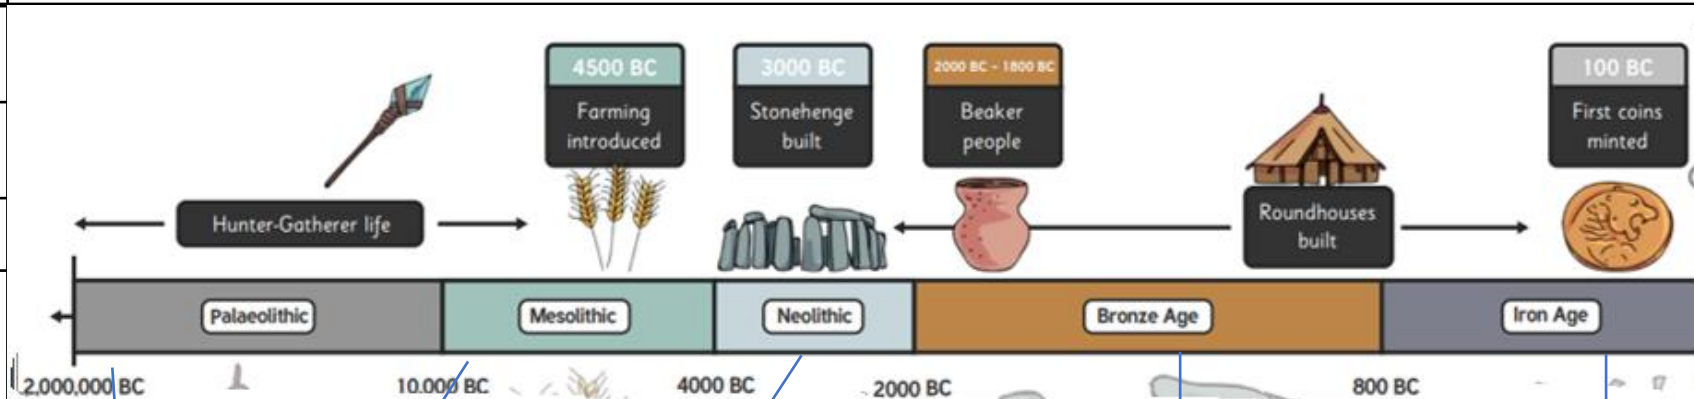 4500 BC
Farming
introduced
3000 BC
Stonehenge
built
2000 BC - 1800 BC
Beaker
people
100 BC
First coins
minted
Hunter-Gatherer life
Roundhouses
built
Palaeolithic
Mesolithic
Neolithic
Bronze Age
Iron Age
2,000,000 BC
10.000 BC
4000 BC
2000 BC
800 BC